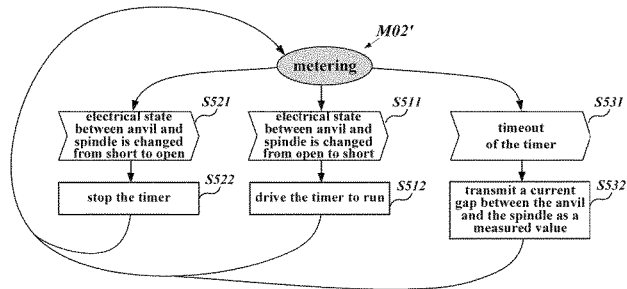 M02'
metering
S521
electrical state
between anvil and
spindle is changed
from short to open
S511
electrical state
between anvil and
spindle is changed
from open to short
S531
timeout
of the timer
S522
stop the timer
S512
drive the timer to run
S532
transmit a current
gap between the anvil
and the spindle as a
measured value